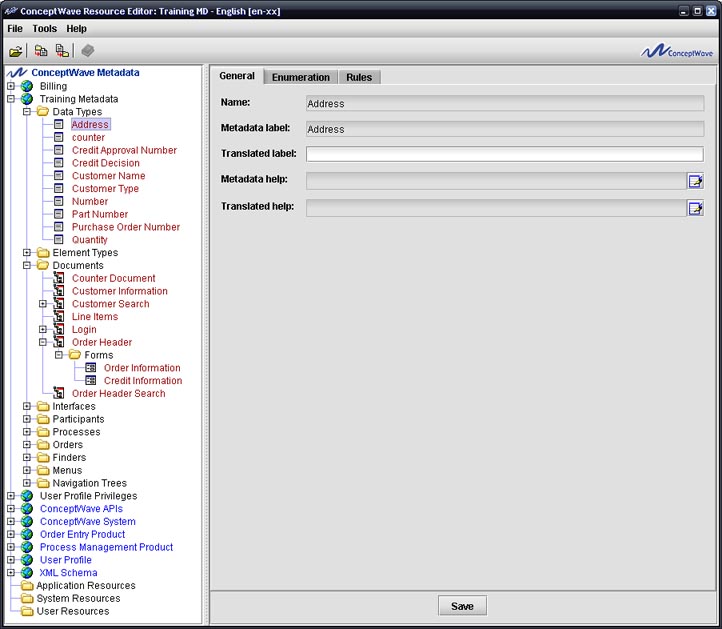 ConceptWave Resource Editor: Training MD - English [en-xx]
File Tools Help
ConceptWave
ConceptWave Metadata
Billing
Training Metadata
Data Types
Address
counter
Credit Approval Number
Credit Decision
Customer Name
Customer Type
Number
Part Number
Purchase Order Number
Quantity
Element Types
Documents
Counter Document
Customer Information
Customer Search
Line Items
Login
Order Header
Forms
Order Information
Credit Information
Order Header Search
Interfaces
Participants
Processes
Orders
Finders
Menus
Navigation Trees
User Profile Privileges
ConceptWave APIs
ConceptWave System
Order Entry Product
Process Management Product
User Profile
XML Schema
Application Resources
System Resources
User Resources
General Enumeration Rules
Name: Address
Metadata label: Address
Translated label:
Metadata help:
Translated help:
Save